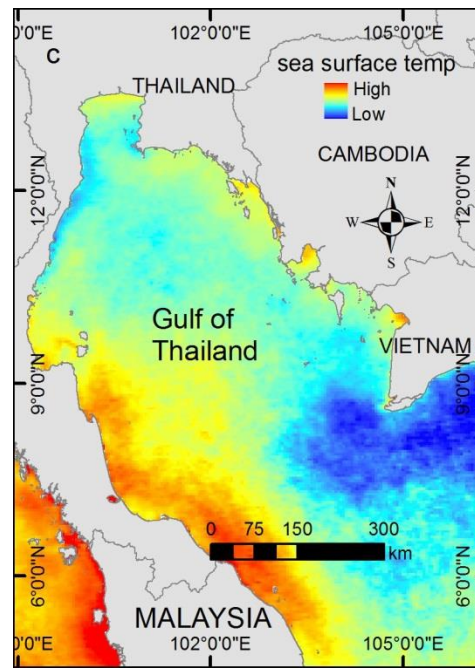 0'0"E
102°0'0"E
105°0'0"E
c
THAILAND
sea surface temp
High
Low
CAMBODIA
12°0'0"N
12°0'0"N
N
W
E
S
Gulf of
Thailand
VIETNAM
9°0'0"N
9°0'0"N
0 75 150 300
km
6°0'0"N
6°0'0"N
MALAYSIA
0'0"E
102°0'0"E
105°0'0"E